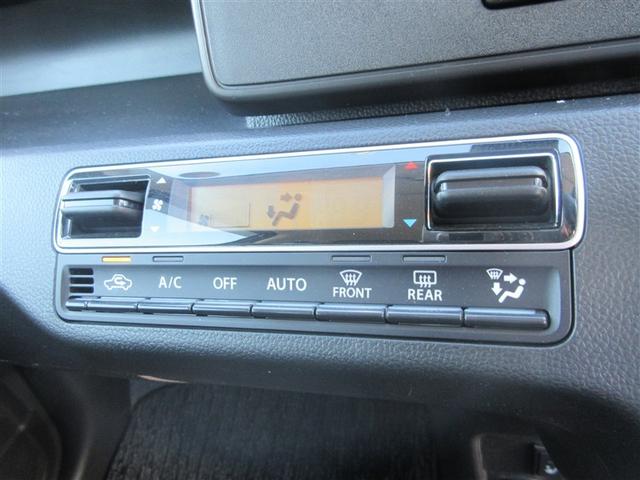 A/C OFF AUTO FRONT REAR